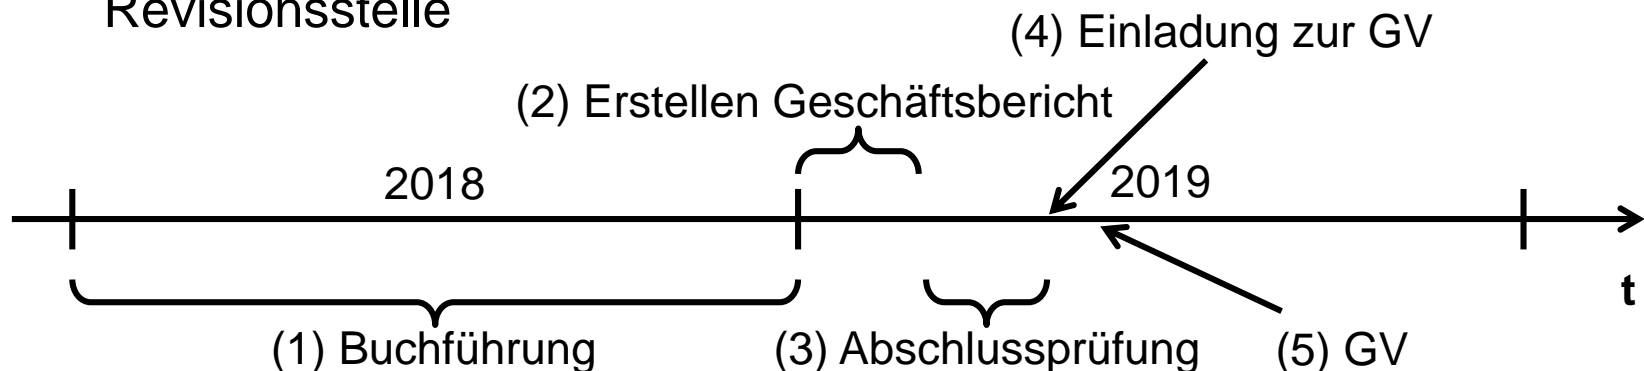 Revisionsstelle
(4) Einladung zur GV
(2) Erstellen Geschäftsbericht
2018
2019
t
(1) Buchführung
(3) Abschlussprüfung
(5) GV